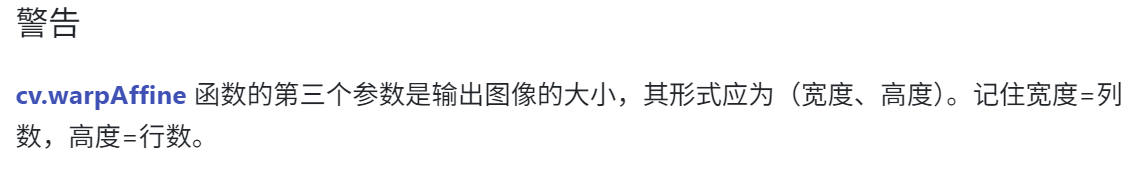 警告
cv.warpAffine 函数的第三个参数是输出图像的大小，其形式应为（宽度、高度）。记住宽度=列
数，高度=行数。